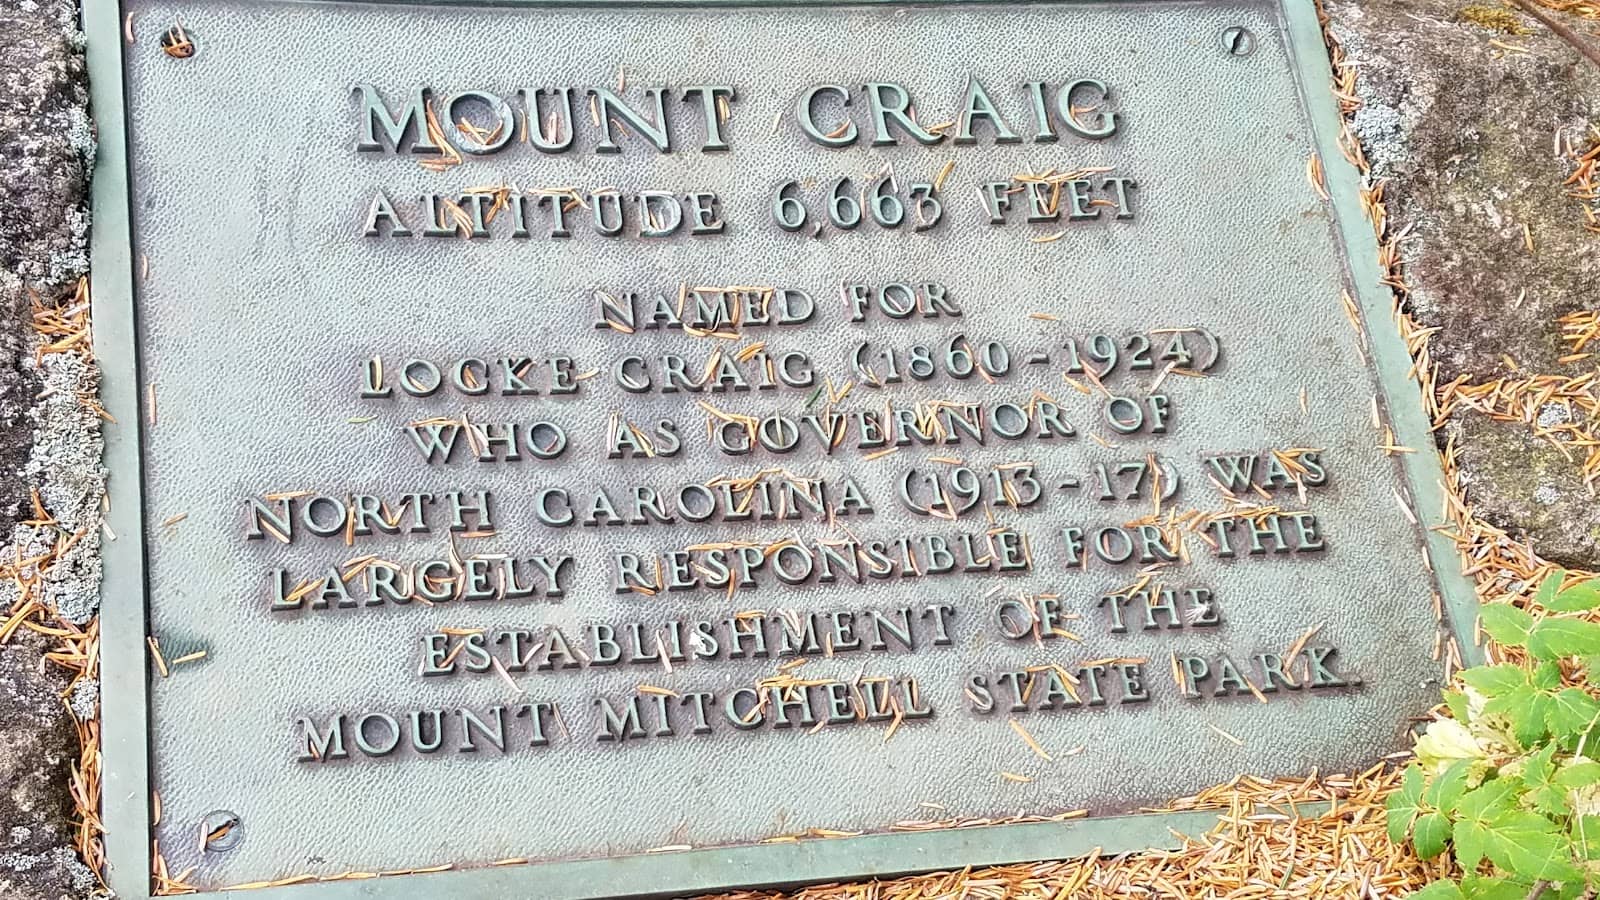 MOUNT CRAIG
ALTITUDE 6,663 FEET
NAMED FOR
LOCKE CRAIG (1860-1924)
WHO AS GOVERNOR OF
NORTH CAROLINA (1913-17) WAS
LARGELY RESPONSIBLE FOR THE
ESTABLISHMENT OF THE
MOUNT MITCHELL STATE PARK.